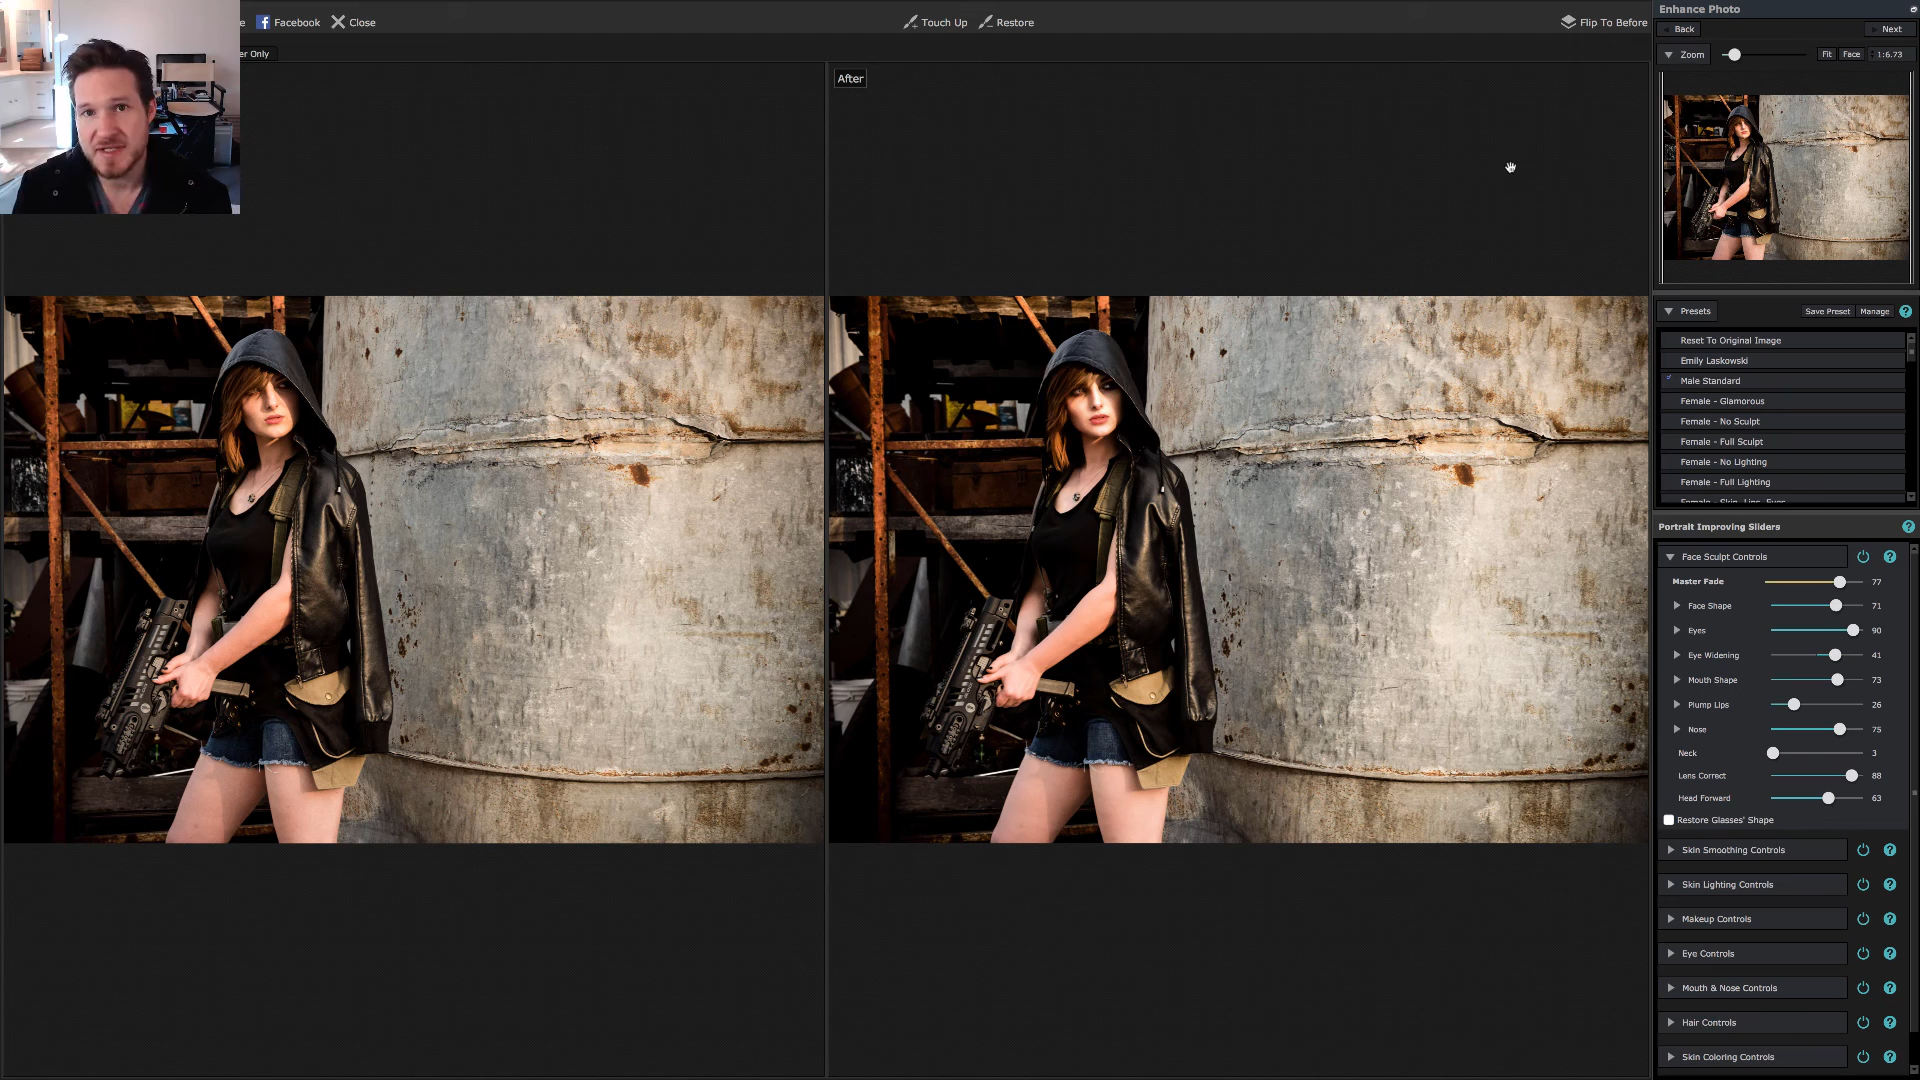 e Facebook Close
Touch Up Restore
Flip To Before
er Only
After
Enhance Photo
Back Next
Zoom Fit Face 1:6.73
Presets Save Preset Manage ?
Reset To Original Image
Emily Laskowski
Male Standard
Female - Glamorous
Female - No Sculpt
Female - Full Sculpt
Female - No Lighting
Female - Full Lighting
Female - Skin, Lips, Eyes
Portrait Improving Sliders ?
Face Sculpt Controls ?
Master Fade 77
Face Shape 71
Eyes 90
Eye Widening 41
Mouth Shape 73
Plump Lips 26
Nose 75
Neck 3
Lens Correct 88
Head Forward 63
Restore Glasses' Shape
Skin Smoothing Controls ?
Skin Lighting Controls ?
Makeup Controls ?
Eye Controls ?
Mouth & Nose Controls ?
Hair Controls ?
Skin Coloring Controls ?